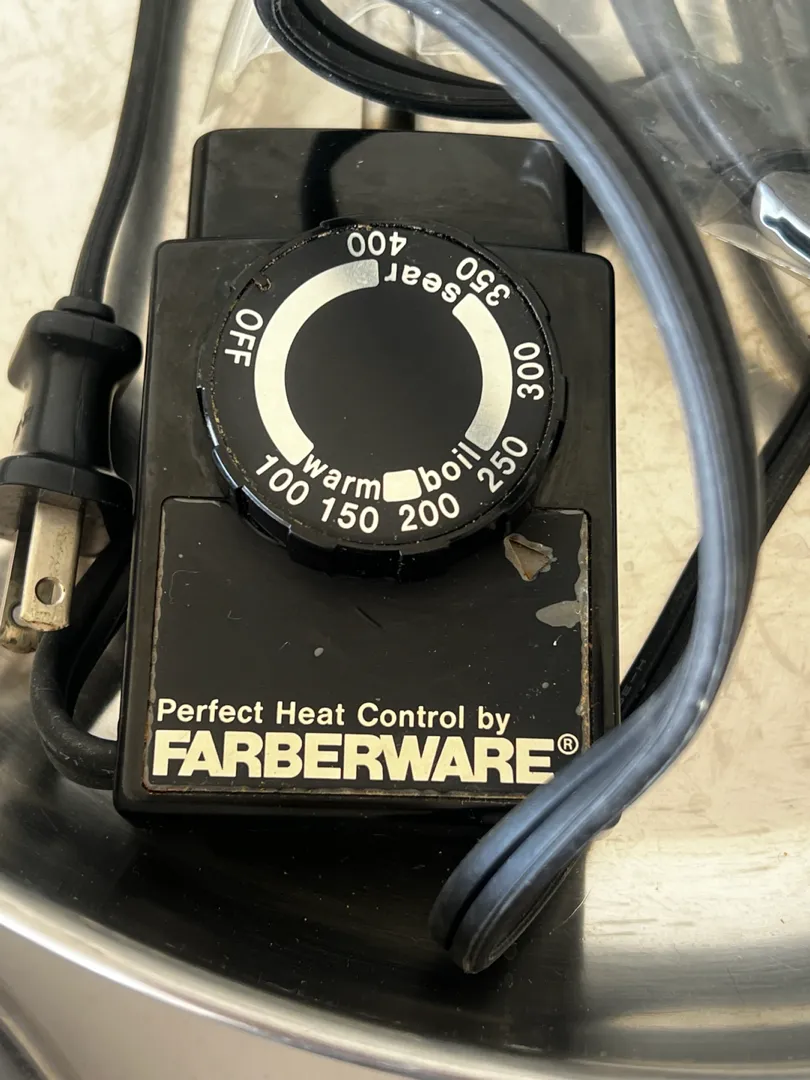 OFF
400
350
300
250
200
150
100
sear
boil
warm
Perfect Heat Control by
FARBERWARE®